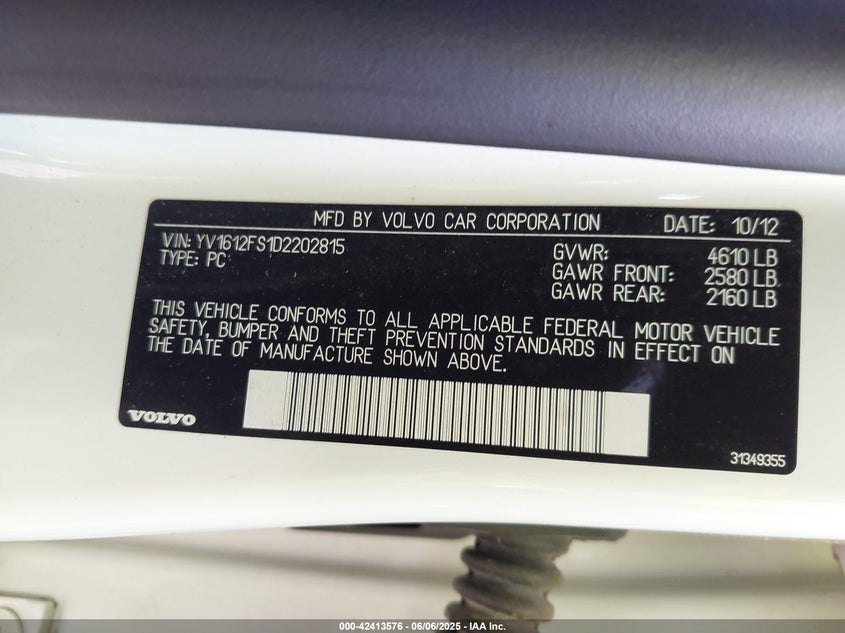 MFD BY VOLVO CAR CORPORATION DATE: 10/12
VIN: YV1612FS1D2202815
TYPE: PC
GVWR: 4610 LB
GAWR FRONT: 2580 LB
GAWR REAR: 2160 LB
THIS VEHICLE CONFORMS TO ALL APPLICABLE FEDERAL MOTOR VEHICLE
SAFETY, BUMPER AND THEFT PREVENTION STANDARDS IN EFFECT ON
THE DATE OF MANUFACTURE SHOWN ABOVE.
VOLVO
31349355
000-42413576 | 06/06/2025 - IAA Inc.